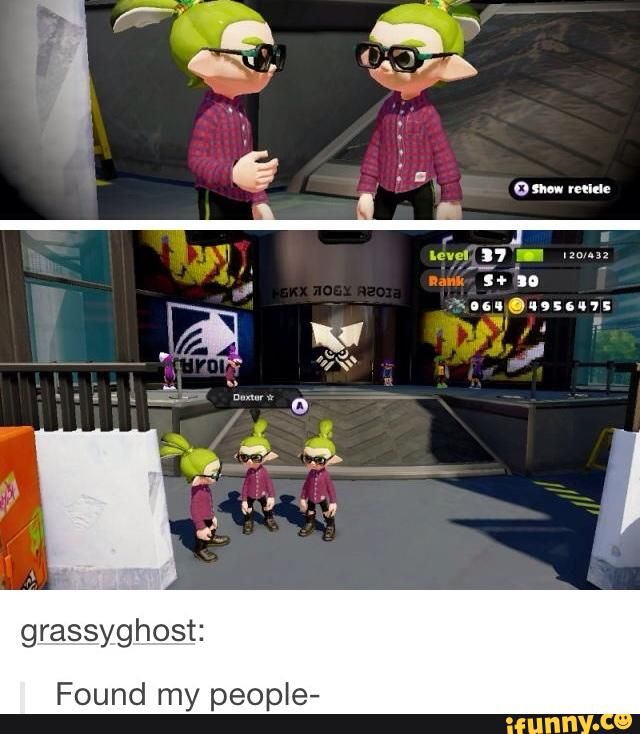 Ⓧ Show reticle
Level 37 120/432
Rank S+ 30
064 4956475
Dexter ☆
A
grassyghost:
Found my people-
ifunny.co